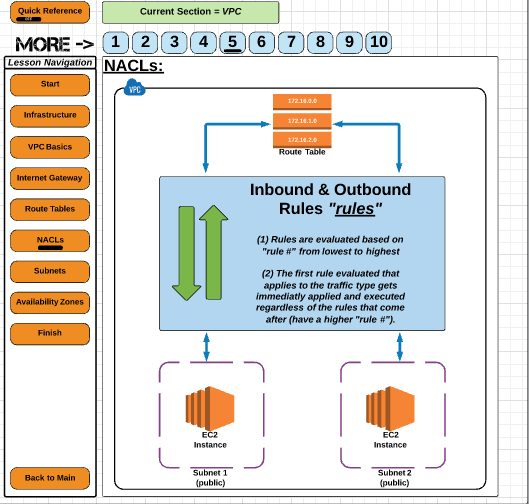 Quick Reference
Current Section = VPC
MORE -> 1 2 3 4 5 6 7 8 9 10
Lesson Navigation
NACLs:
Start
Infrastructure
VPC Basics
Internet Gateway
Route Tables
NACLs
Subnets
Availability Zones
Finish
Back to Main
VPC
172.16.0.0
172.16.1.0
172.16.2.0
Route Table
Inbound & Outbound
Rules "rules"
(1) Rules are evaluated based on
"rule #" from lowest to highest
(2) The first rule evaluated that
applies to the traffic type gets
immediatly applied and executed
regardless of the rules that come
after (have a higher "rule #").
EC2
Instance
EC2
Instance
Subnet 1
(public)
Subnet 2
(public)